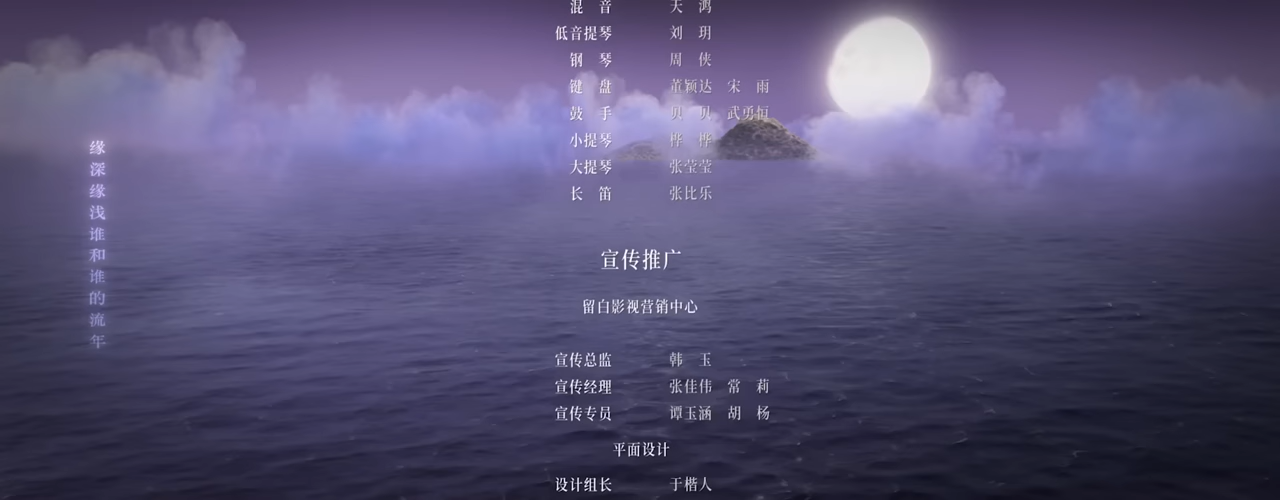 混 音 天 鸿
低音提琴 刘 玥
钢 琴 周 侠
键 盘 董颖达 宋 雨
鼓 手 贝 贝 武勇恒
小提琴 桦 桦
大提琴 张莹莹
长 笛 张比乐
缘深缘浅谁和谁的流年
宣传推广
留白影视营销中心
宣传总监 韩 玉
宣传经理 张佳伟 常 莉
宣传专员 谭玉涵 胡 杨
平面设计
设计组长 于楷人